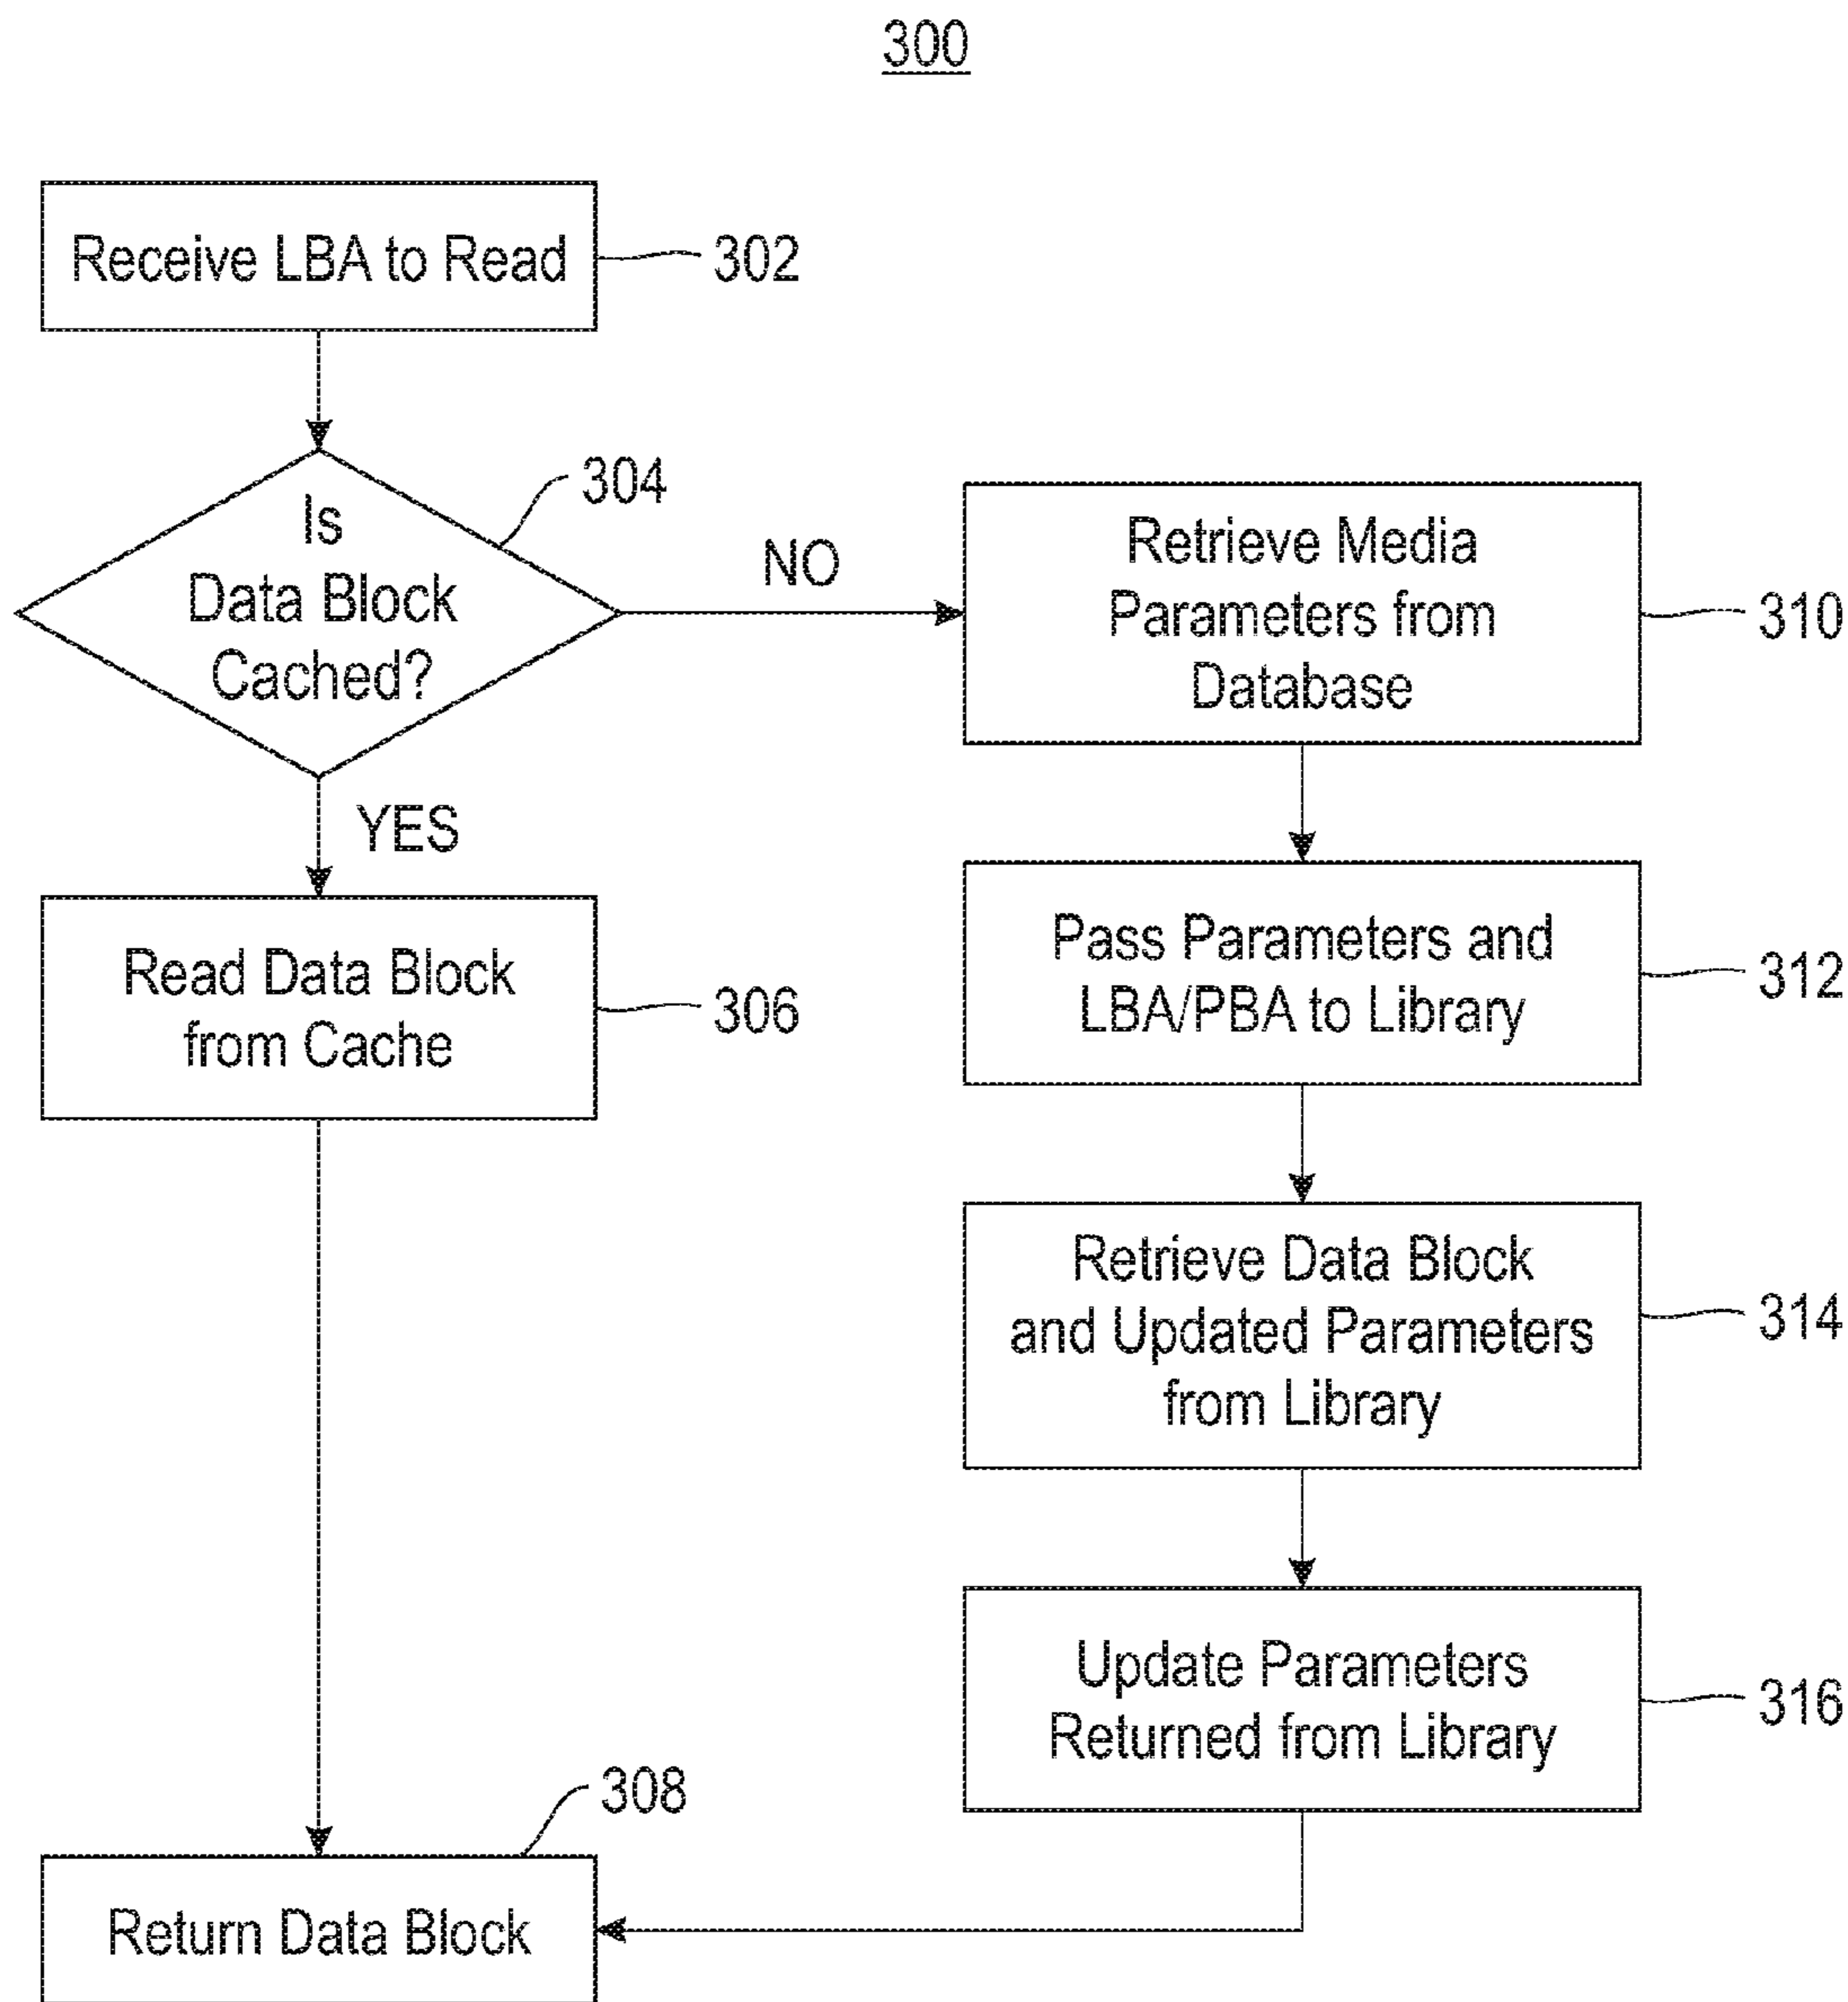 300
Receive LBA to Read
302
Is
Data Block
Cached?
304
NO
YES
Read Data Block
from Cache
306
Retrieve Media
Parameters from
Database
310
Pass Parameters and
LBA/PBA to Library
312
Retrieve Data Block
and Updated Parameters
from Library
314
Update Parameters
Returned from Library
316
308
Return Data Block